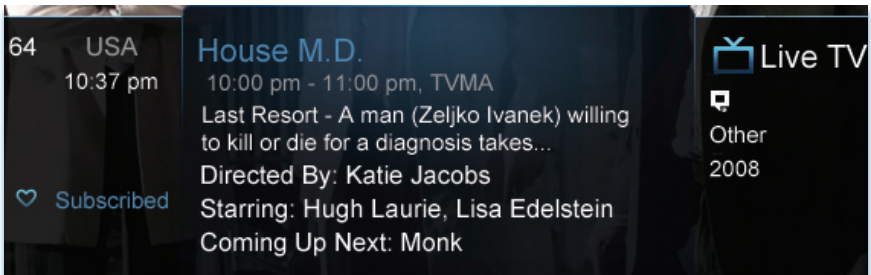 64 USA
10:37 pm
Subscribed
House M.D.
10:00 pm - 11:00 pm, TVMA
Last Resort - A man (Zeljko Ivanek) willing
to kill or die for a diagnosis takes...
Directed By: Katie Jacobs
Starring: Hugh Laurie, Lisa Edelstein
Coming Up Next: Monk
Live TV
Other
2008